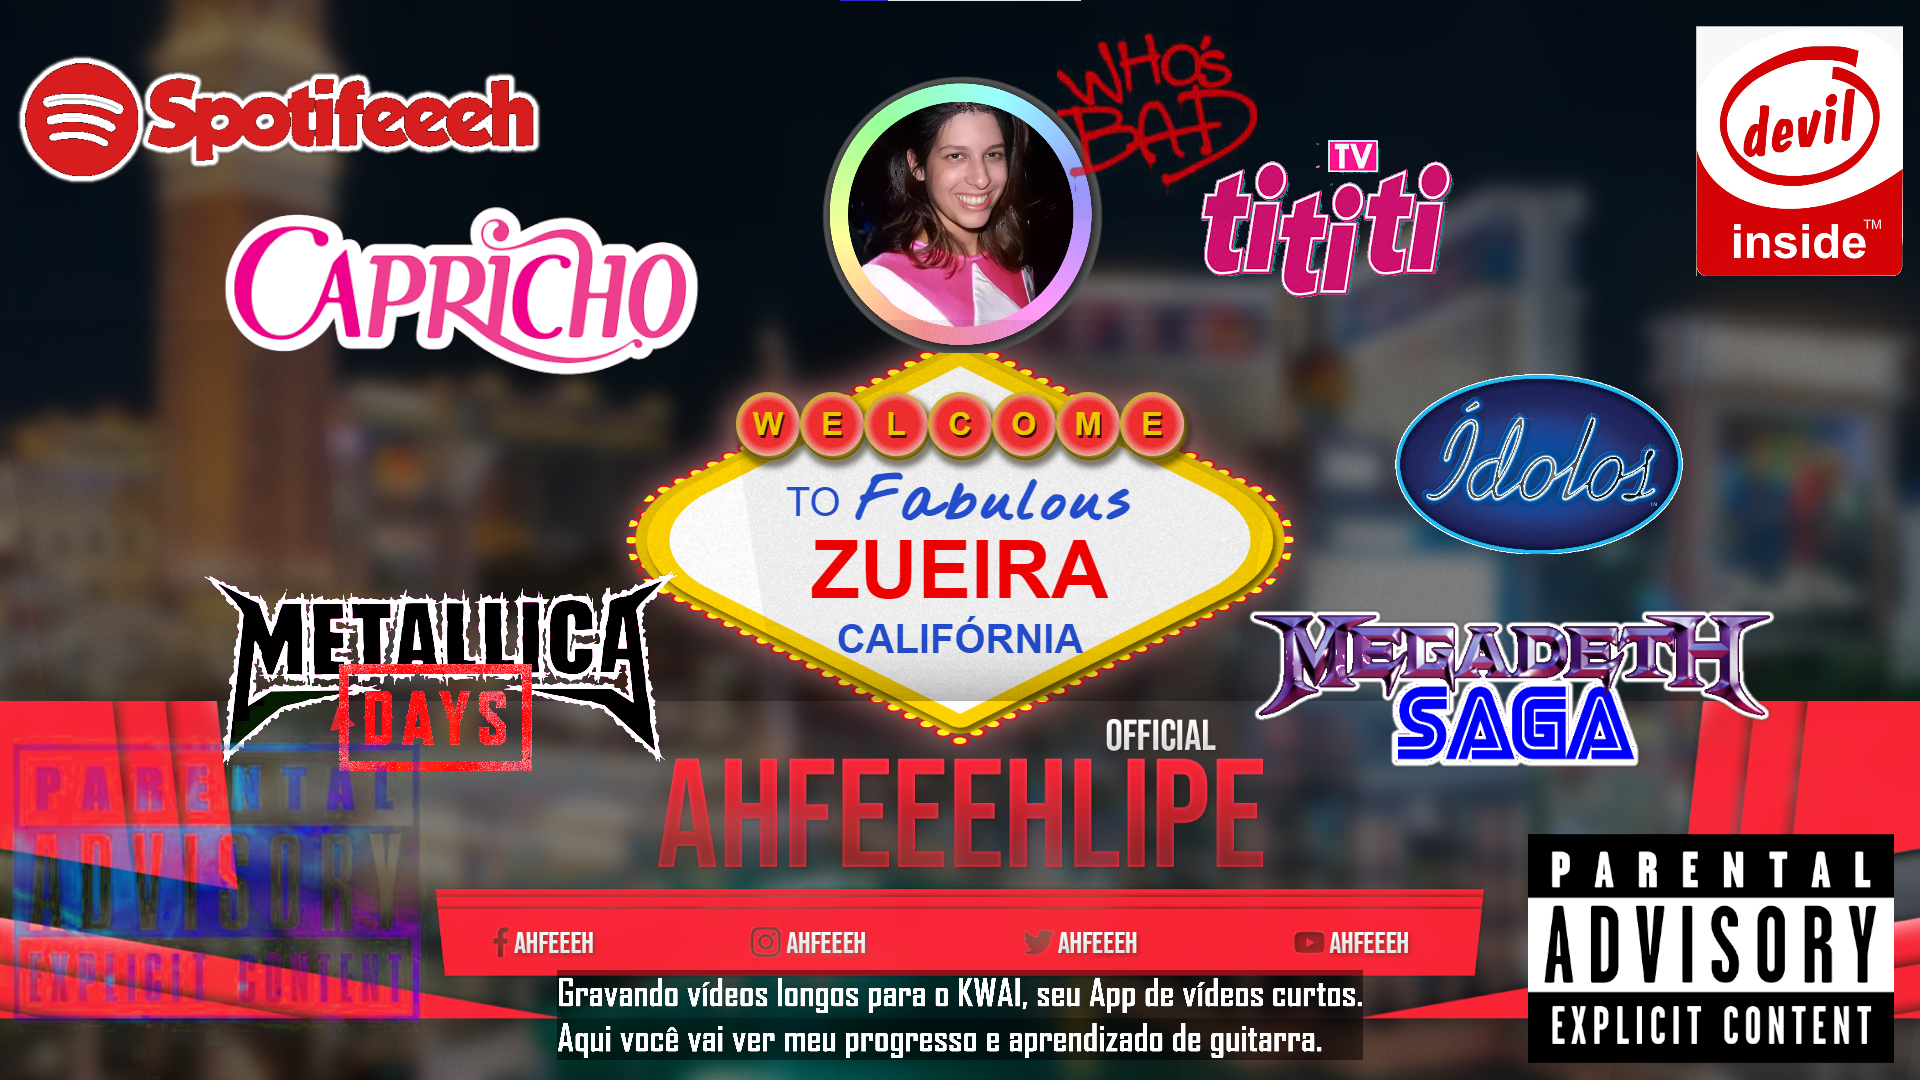 WHO'S
BAD
Spotifeeeh
devil
inside™
TV
tititi
CAPRICHO
WELCOME
TO Fabulous
ZUEIRA
CALIFÓRNIA
Ídolos™
METALLICA
DAYS
MEGADETH
SAGA
OFFICIAL
AHFEEEHLIPE
PARENTAL
ADVISORY
EXPLICIT CONTENT
AHFEEEH
AHFEEEH
AHFEEEH
AHFEEEH
PARENTAL
ADVISORY
EXPLICIT CONTENT
Gravando vídeos longos para o KWAI, seu App de vídeos curtos.
Aqui você vai ver meu progresso e aprendizado de guitarra.